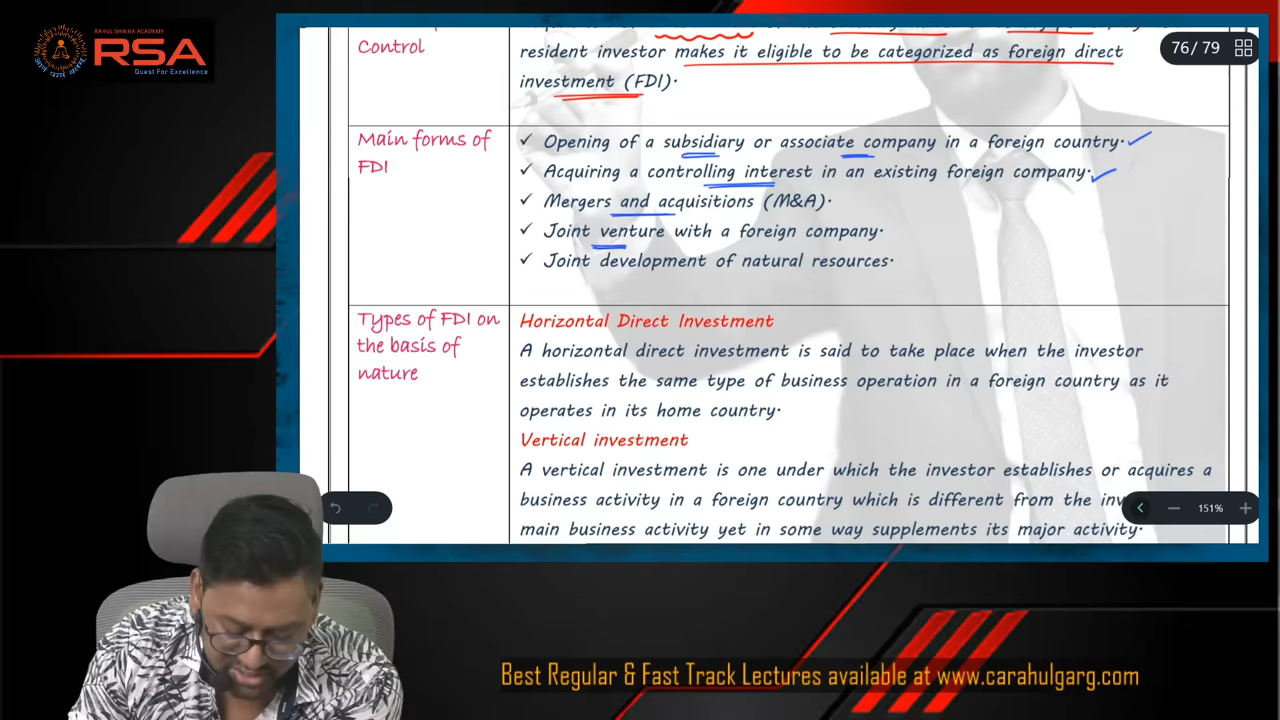 RAHUL SHIKHA ACADEMY
RSA
Quest For Excellence
Control
resident investor makes it eligible to be categorized as foreign direct
investment (FDI).
76/79
Main forms of
FDI
✓ Opening of a subsidiary or associate company in a foreign country.
✓ Acquiring a controlling interest in an existing foreign company.
✓ Mergers and acquisitions (M&A).
✓ Joint venture with a foreign company.
✓ Joint development of natural resources.
Types of FDI on
the basis of
nature
Horizontal Direct Investment
A horizontal direct investment is said to take place when the investor
establishes the same type of business operation in a foreign country as it
operates in its home country.
Vertical investment
A vertical investment is one under which the investor establishes or acquires a
business activity in a foreign country which is different from the
main business activity yet in some way supplements its major activity.
151%
Best Regular & Fast Track Lectures available at www.carahulgarg.com